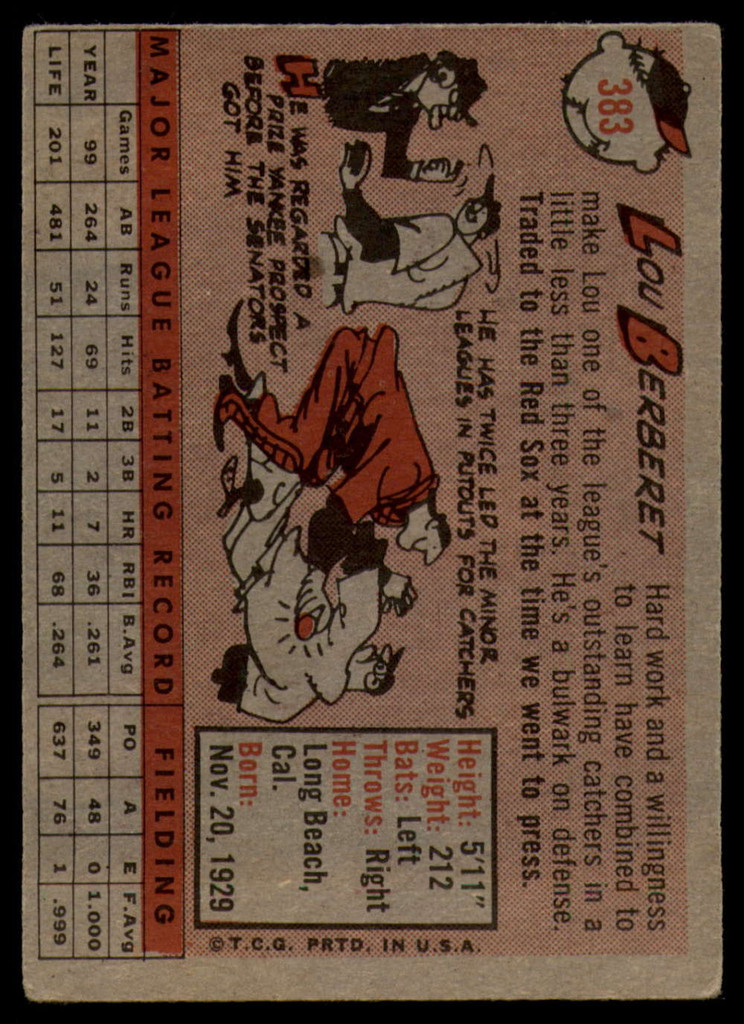 383
LOU BERBERET
Hard work and a willingness
to learn have combined to
make Lou one of the league's outstanding catchers in a
little less than three years. He's a bulwark on defense.
Traded to the Red Sox at the time we went to press.
HE WAS REGARDED A
PRIZE YANKEE PROSPECT
BEFORE THE SENATORS
GOT HIM
HE HAS TWICE LED THE MINOR
LEAGUES IN PUTOUTS FOR CATCHERS
Height: 5'11"
Weight: 212
Bats: Left
Throws: Right
Home:
Long Beach,
Cal.
Born:
Nov. 20, 1929
© T.C.G. PRTD. IN U.S.A.
MAJOR LEAGUE BATTING RECORD FIELDING
Games AB Runs Hits 2B 3B HR RBI B.Avg PO A E F.Avg
YEAR 99 264 24 69 11 2 7 36 .261 349 48 0 1.000
LIFE 201 481 51 127 17 5 11 68 .264 637 76 1 .999